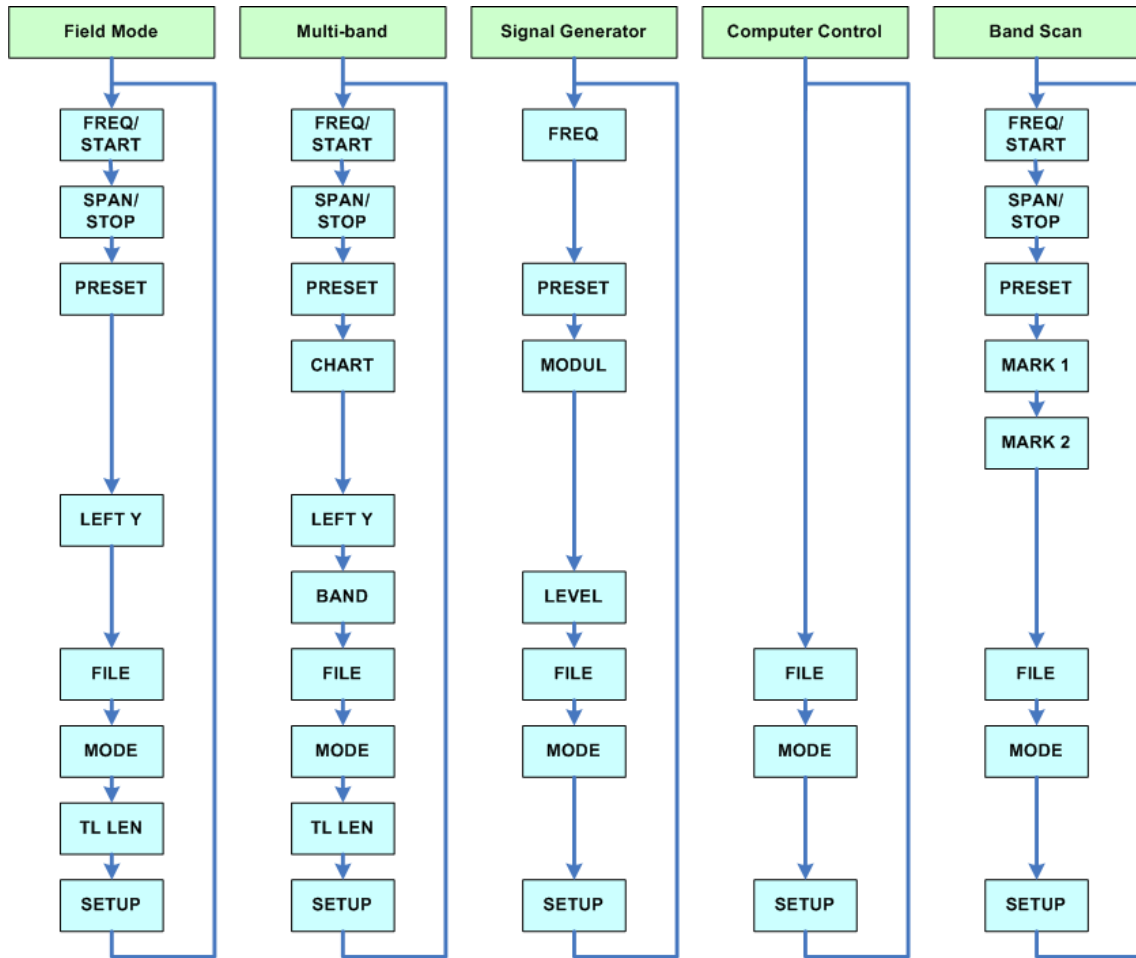 Field Mode
Multi-band
Signal Generator
Computer Control
Band Scan
FREQ/
START
SPAN/
STOP
PRESET
LEFT Y
FILE
MODE
TL LEN
SETUP
FREQ/
START
SPAN/
STOP
PRESET
CHART
LEFT Y
BAND
FILE
MODE
TL LEN
SETUP
FREQ
PRESET
MODUL
LEVEL
FILE
MODE
SETUP
FILE
MODE
SETUP
FREQ/
START
SPAN/
STOP
PRESET
MARK 1
MARK 2
FILE
MODE
SETUP